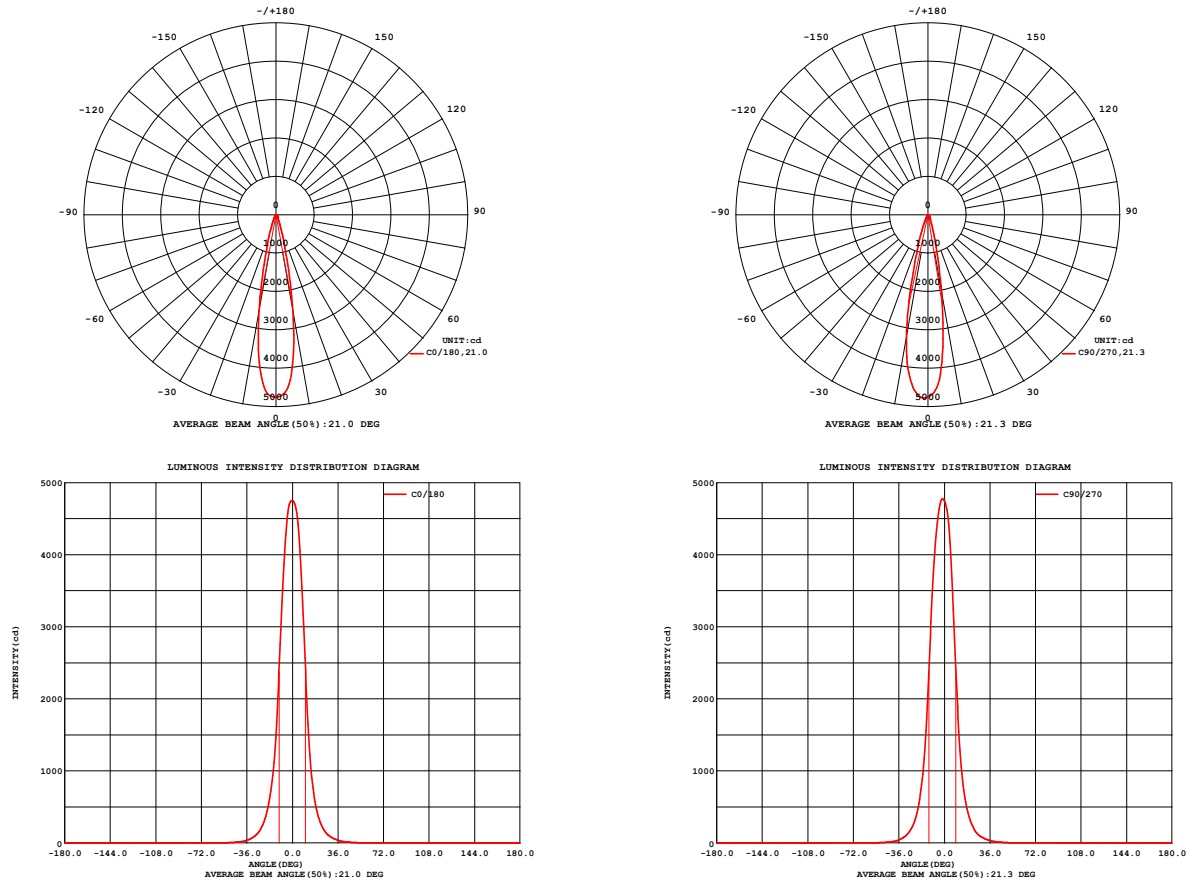 -/+180
-150
150
-120
120
-90
90
0
1000
2000
3000
4000
5000
-60
60
UNIT:cd
C0/180,21.0
-30
30
0
AVERAGE BEAM ANGLE(50%):21.0 DEG
-/+180
-150
150
-120
120
-90
90
0
1000
2000
3000
4000
5000
-60
60
UNIT:cd
C90/270,21.3
-30
30
0
AVERAGE BEAM ANGLE(50%):21.3 DEG
LUMINOUS INTENSITY DISTRIBUTION DIAGRAM
C0/180
5000
4000
3000
2000
1000
0
INTENSITY(cd)
-180.0 -144.0 -108.0 -72.0 -36.0 0.0 36.0 72.0 108.0 144.0 180.0
ANGLE(DEG)
AVERAGE BEAM ANGLE(50%):21.0 DEG
LUMINOUS INTENSITY DISTRIBUTION DIAGRAM
C90/270
5000
4000
3000
2000
1000
0
INTENSITY(cd)
-180.0 -144.0 -108.0 -72.0 -36.0 0.0 36.0 72.0 108.0 144.0 180.0
ANGLE(DEG)
AVERAGE BEAM ANGLE(50%):21.3 DEG